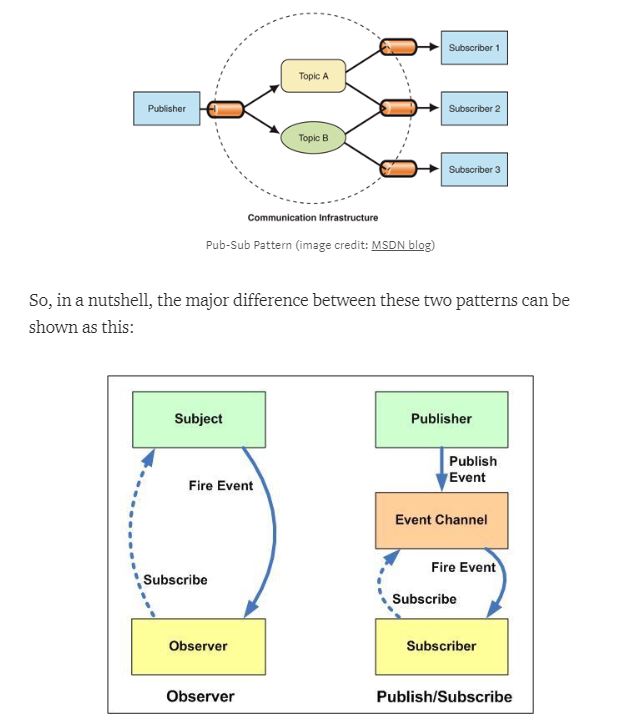 Publisher
Topic A
Topic B
Subscriber 1
Subscriber 2
Subscriber 3
Communication Infrastructure
Pub-Sub Pattern (image credit: MSDN blog)
So, in a nutshell, the major difference between these two patterns can be
shown as this:
Subject
Fire Event
Subscribe
Observer
Observer
Publisher
Publish
Event
Event Channel
Fire Event
Subscribe
Subscriber
Publish/Subscribe